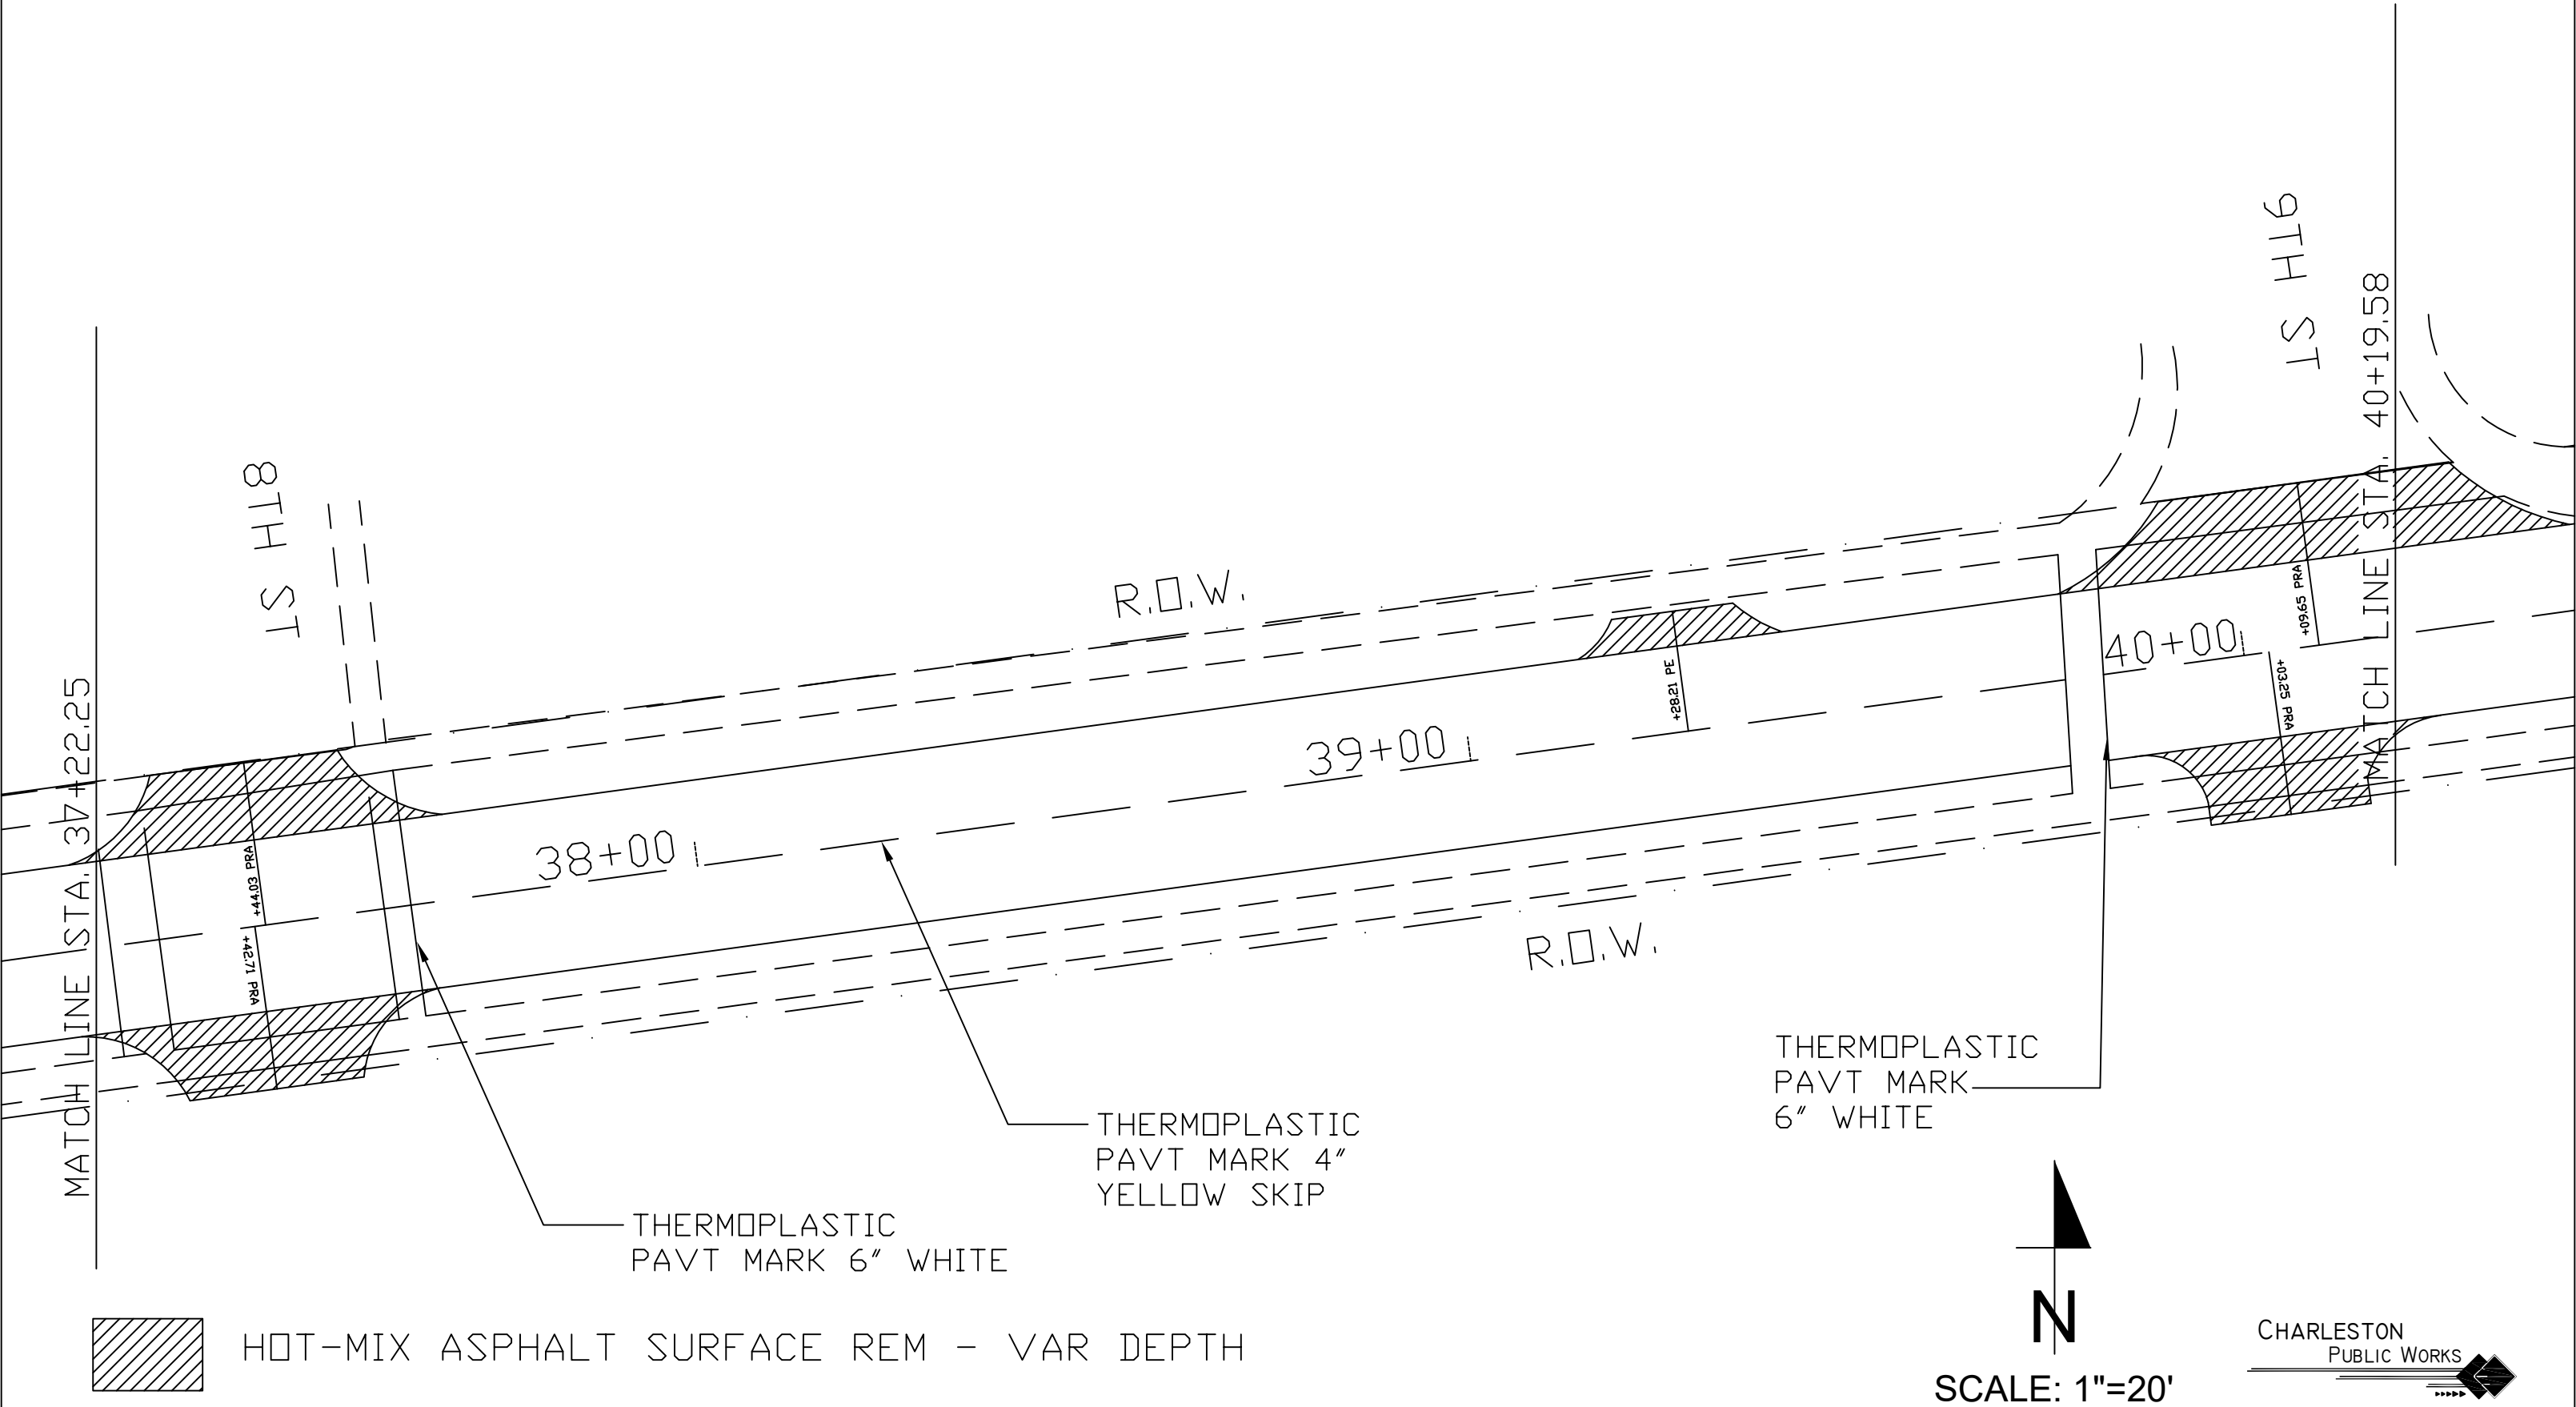 9TH ST
MATCH LINE STA. 40+19.58
8TH ST
R.O.W.
+09.65 PRA
40+00
+28.21 PE
+03.25 PRA
MATCH LINE STA. 37+22.25
39+00
38+00
+44.03 PRA
+42.71 PRA
R.O.W.
THERMOPLASTIC
PAVT MARK
6" WHITE
THERMOPLASTIC
PAVT MARK 4"
YELLOW SKIP
THERMOPLASTIC
PAVT MARK 6" WHITE
HOT-MIX ASPHALT SURFACE REM - VAR DEPTH
N
SCALE: 1"=20'
CHARLESTON
PUBLIC WORKS